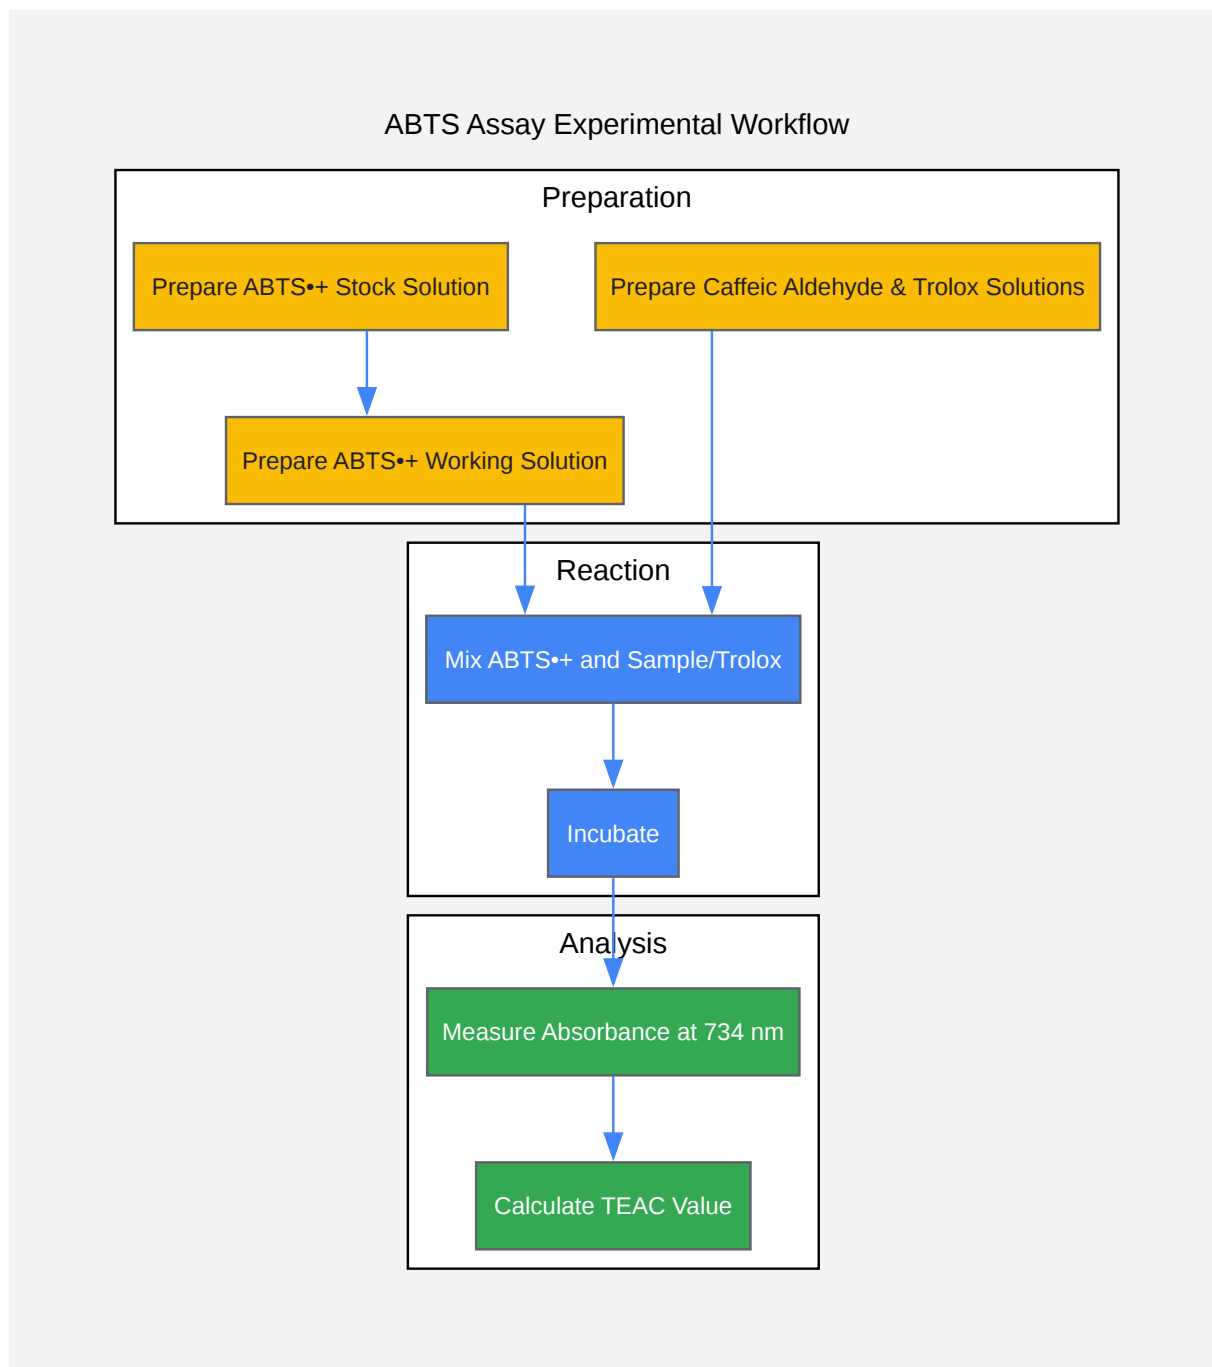 ABTS Assay Experimental Workflow
Preparation
Prepare ABTS•+ Stock Solution
Prepare Caffeic Aldehyde & Trolox Solutions
Prepare ABTS•+ Working Solution
Reaction
Mix ABTS•+ and Sample/Trolox
Incubate
Analysis
Measure Absorbance at 734 nm
Calculate TEAC Value